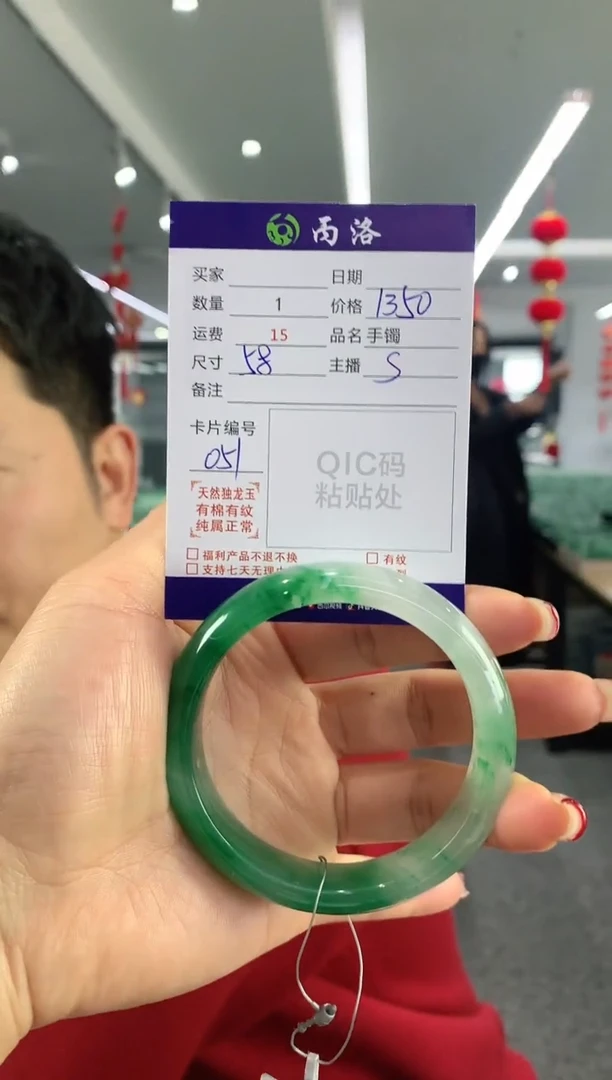 丙洛
买家 日期
数量 1 价格 1350
运费 15 品名 手镯
尺寸 58 主播 S
备注
卡片编号
051
QIC码
粘贴处
天然独龙玉
有棉有纹
纯属正常
福利产品不退不换 有纹
支持七天无理